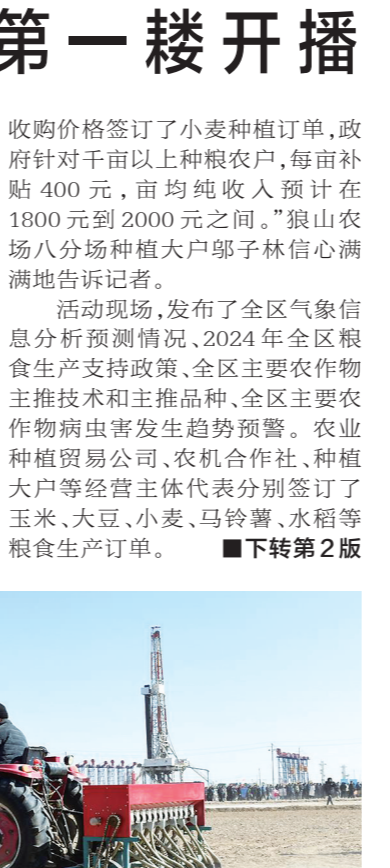 第一耧开播
收购价格签订了小麦种植订单，政
府针对千亩以上种粮农户，每亩补
贴 400 元，亩均纯收入预计在
1800 元到 2000 元之间。”狼山农
场八分场种植大户邬子林信心满
满地告诉记者。
活动现场，发布了全区气象信
息分析预测情况、2024 年全区粮
食生产支持政策、全区主要农作物
主推技术和主推品种、全区主要农
作物病虫害发生趋势预警。农业
种植贸易公司、农机合作社、种植
大户等经营主体代表分别签订了
玉米、大豆、小麦、马铃薯、水稻等
粮食生产订单。 ■下转第2版